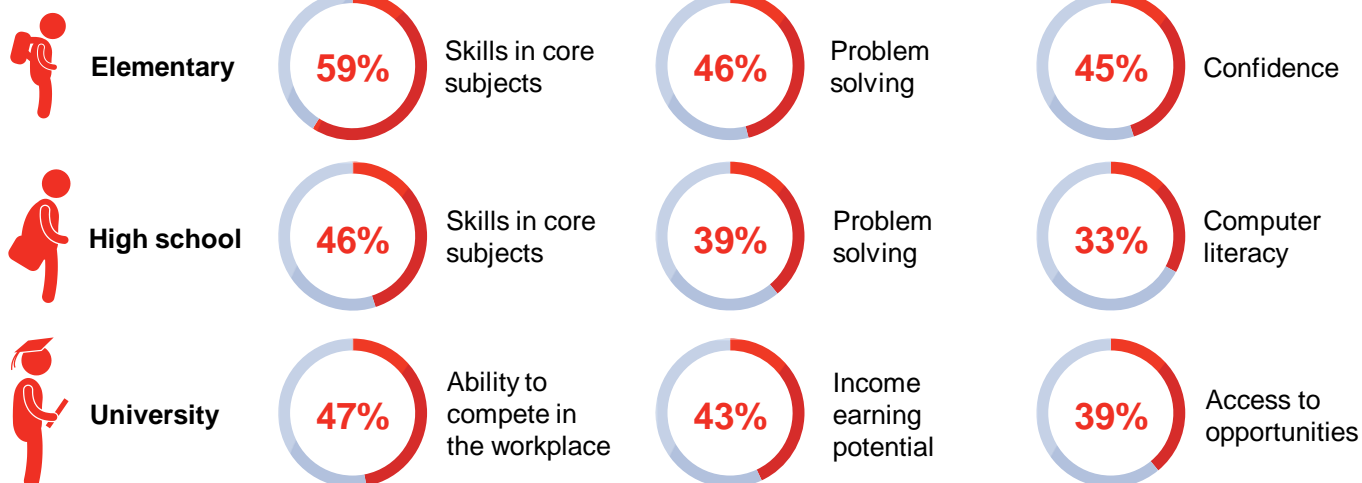 Elementary
59%
Skills in core
subjects
46%
Problem
solving
45%
Confidence
High school
46%
Skills in core
subjects
39%
Problem
solving
33%
Computer
literacy
University
47%
Ability to
compete in
the workplace
43%
Income
earning
potential
39%
Access to
opportunities